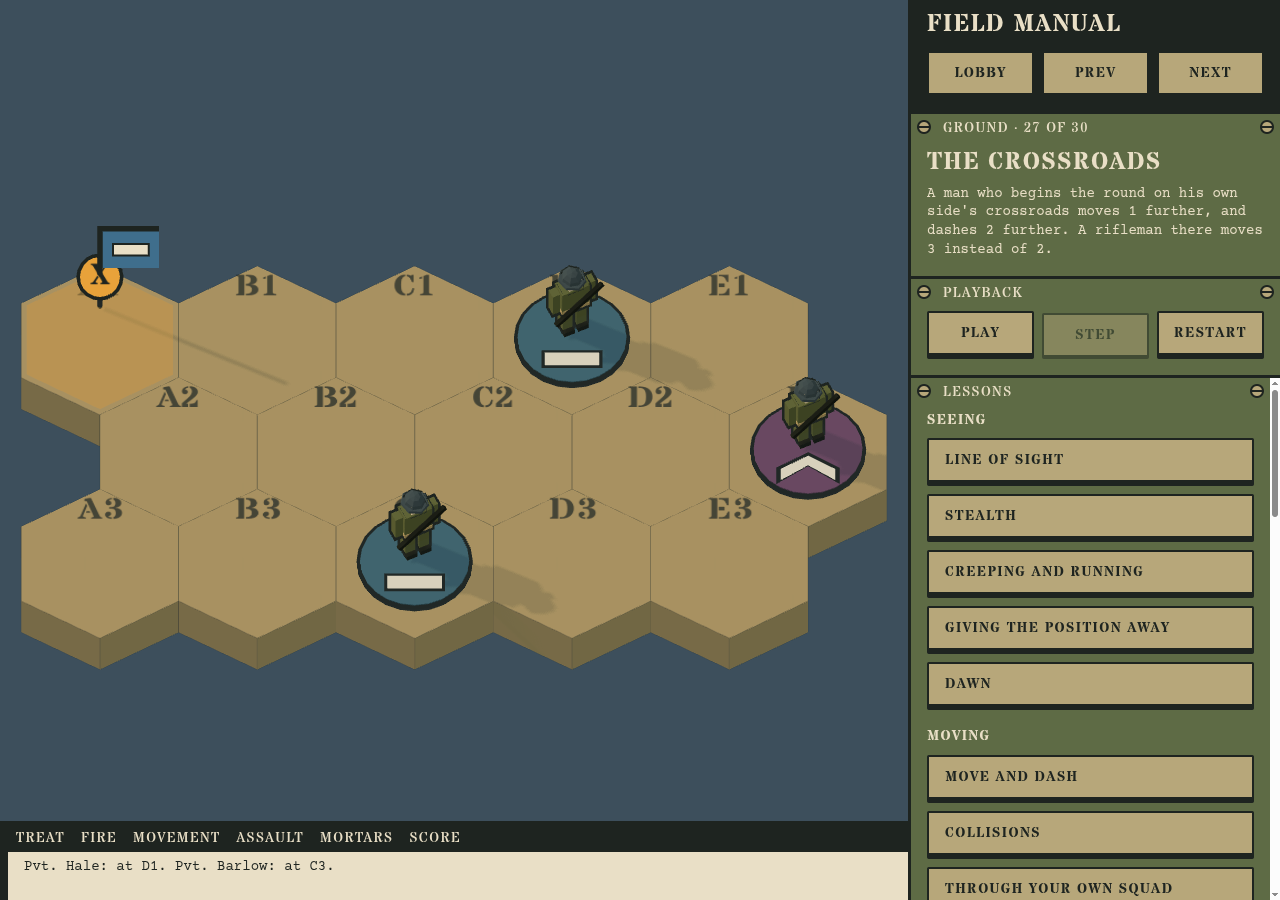 FIELD MANUAL
LOBBY PREV NEXT
GROUND · 27 OF 30
THE CROSSROADS
A man who begins the round on his own
side's crossroads moves 1 further, and
dashes 2 further. A rifleman there moves
3 instead of 2.
PLAYBACK
PLAY STEP RESTART
LESSONS
SEEING
LINE OF SIGHT
STEALTH
CREEPING AND RUNNING
GIVING THE POSITION AWAY
DAWN
MOVING
MOVE AND DASH
COLLISIONS
THROUGH YOUR OWN SQUAD
X
B1 C1 E1
A2 B2 C2 D2
A3 B3 D3 E3
TREAT FIRE MOVEMENT ASSAULT MORTARS SCORE
Pvt. Hale: at D1. Pvt. Barlow: at C3.